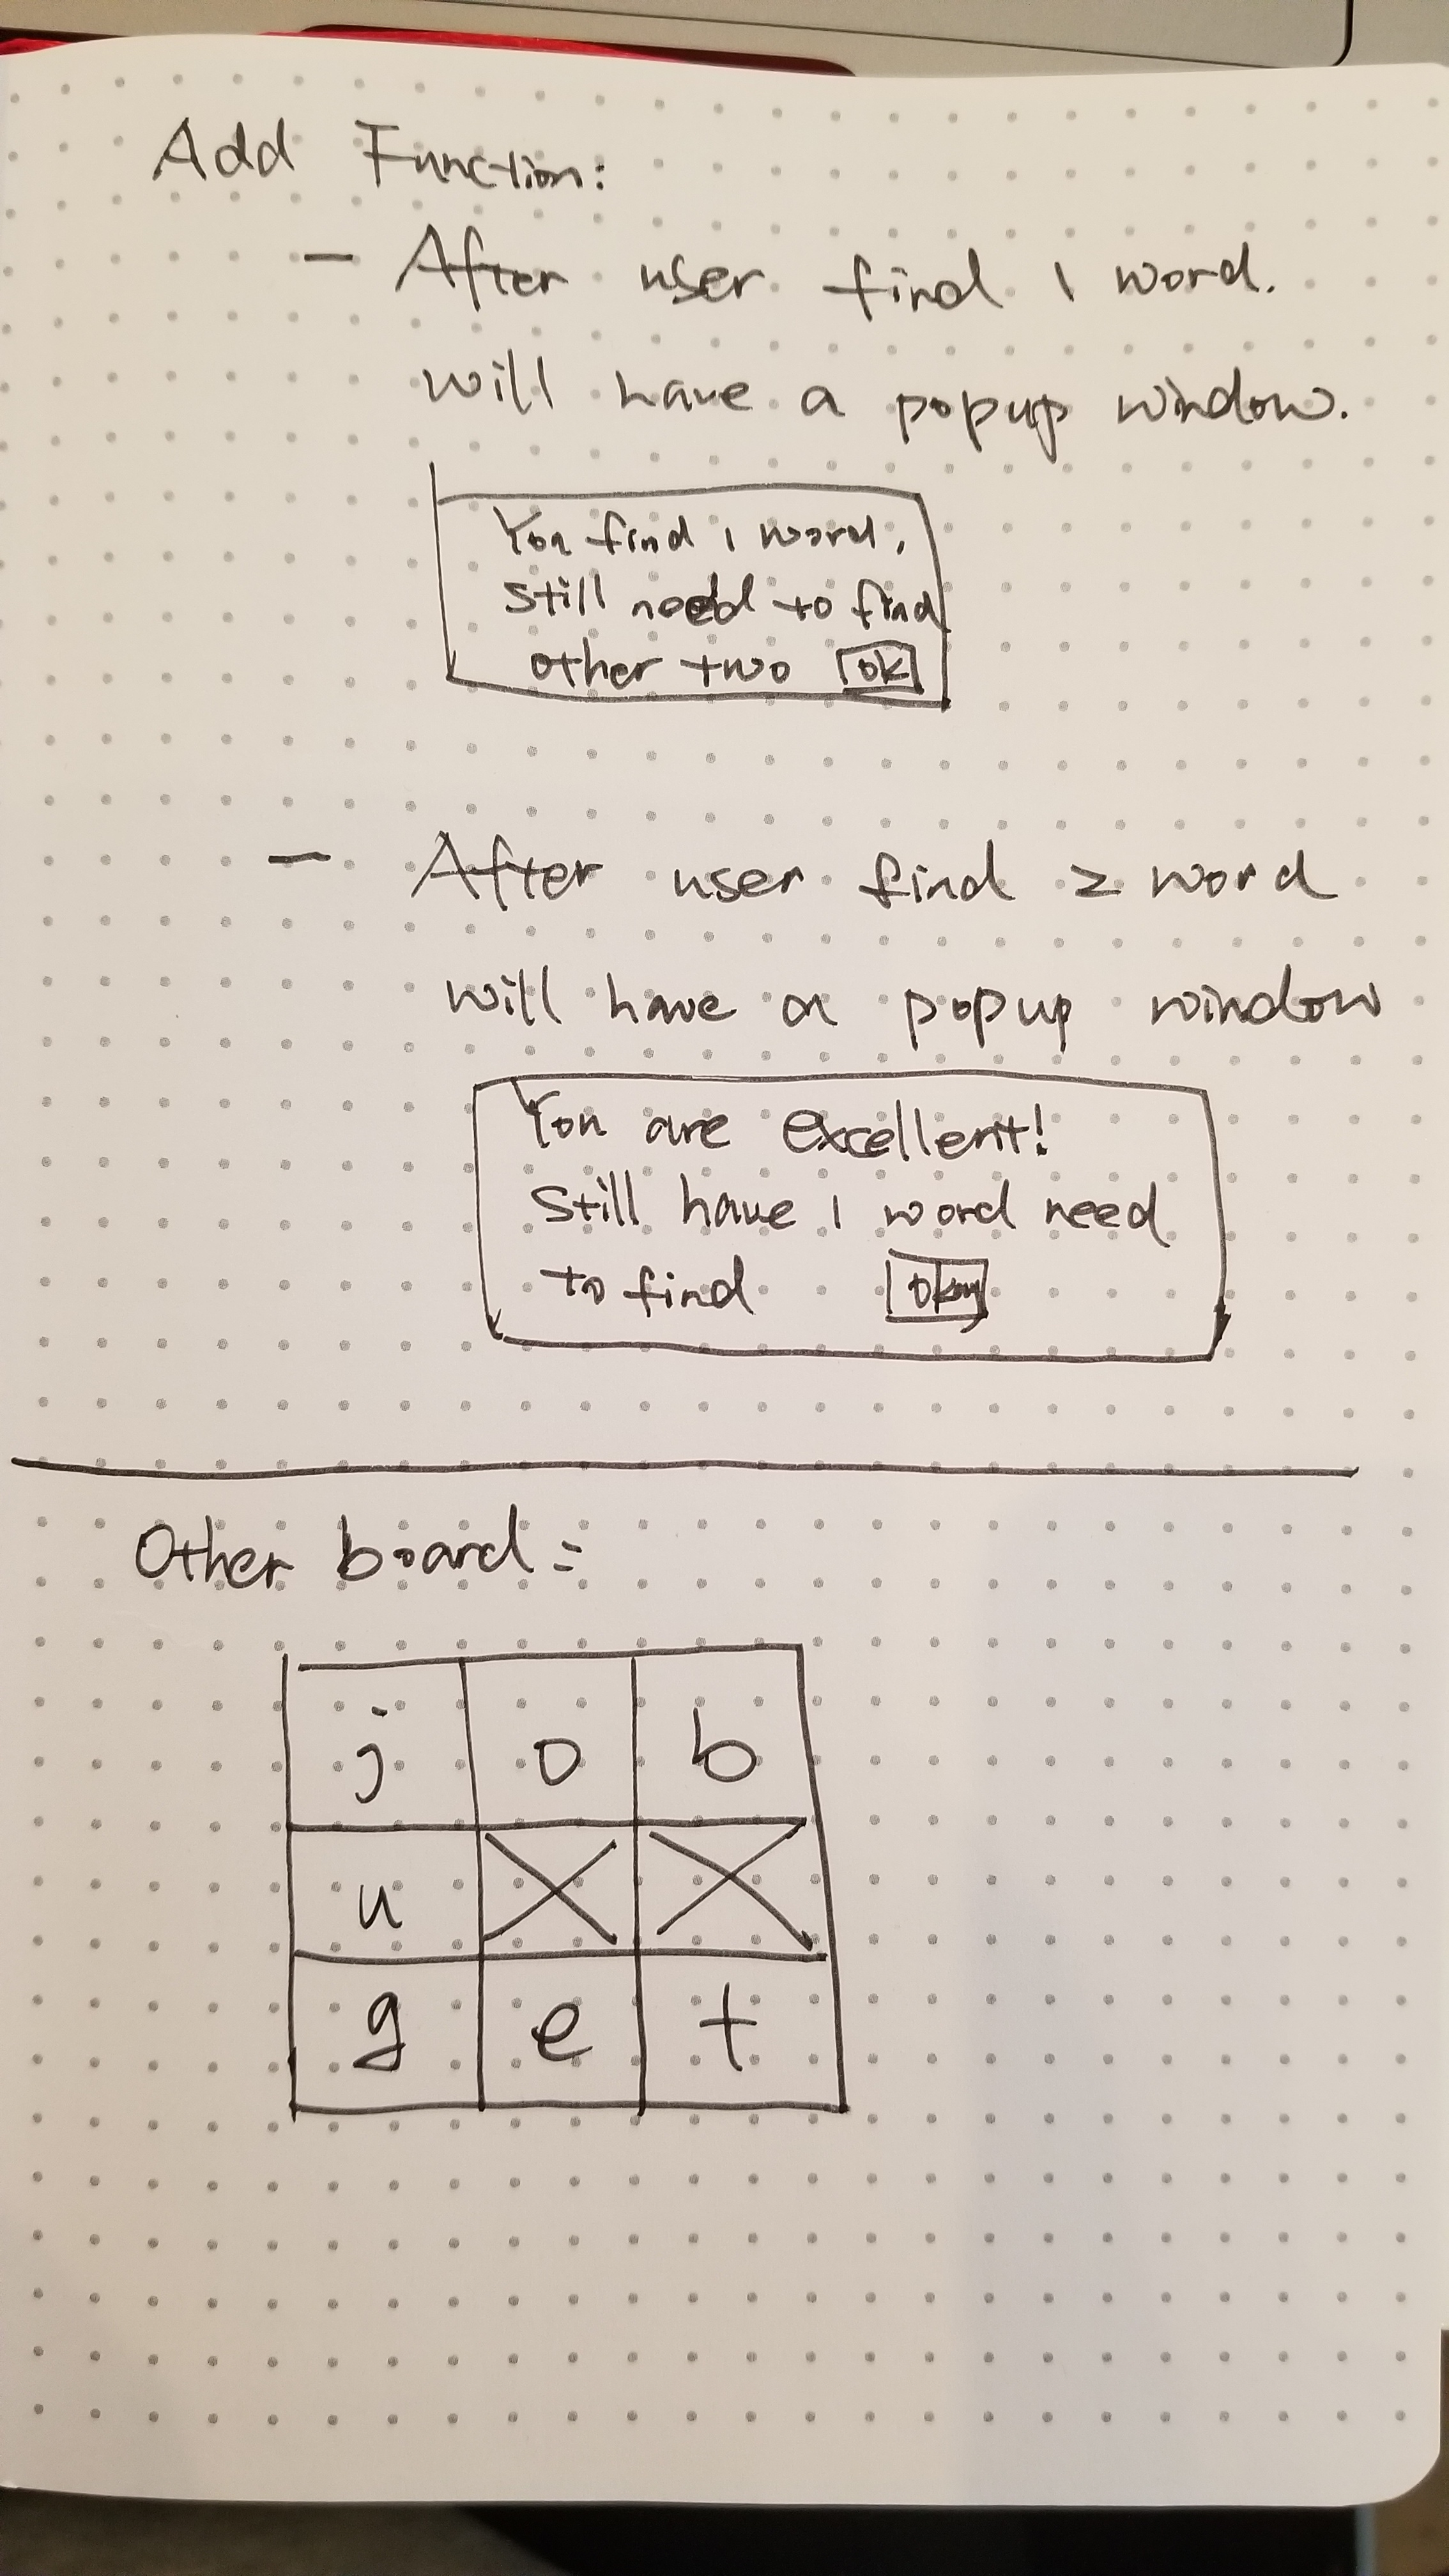 Add Function:
- After user find 1 word.
will have a popup window.
You find 1 word,
still need to find
other two ok
- After user find 2 word
will have a popup window
You are excellent!
Still have 1 word need
to find okay
Other board:
j o b
u
g e t